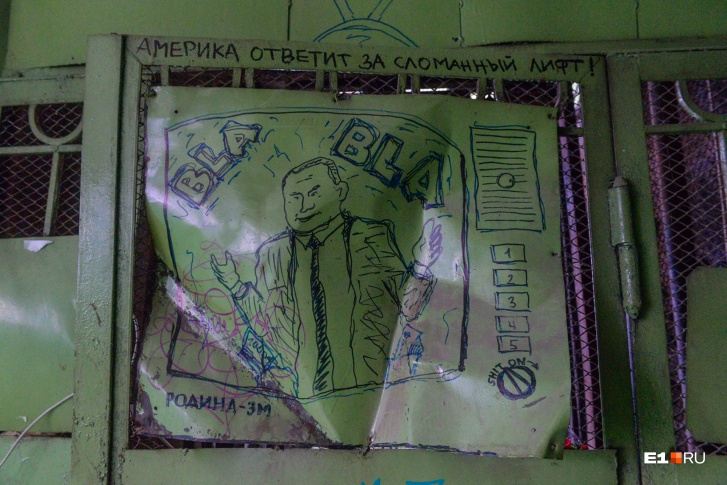 АМЕРИКА ОТВЕТИТ ЗА СЛОМАННЫЙ ЛИФТ!
BLA BLA
1
2
3
4
5
SHIT ON
РОДИНА-3М
E1 RU